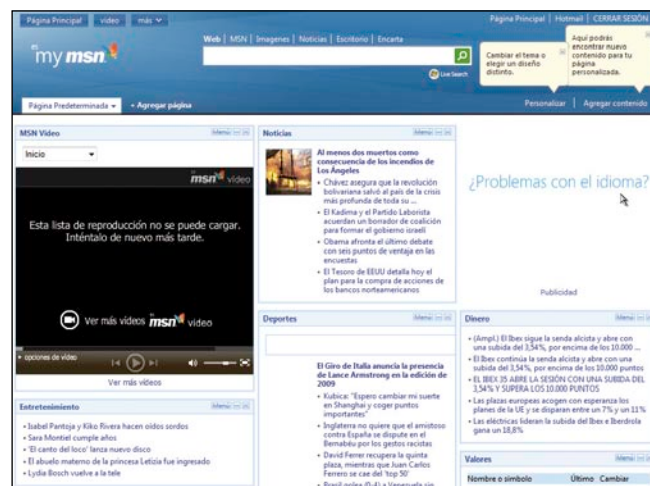 Página Principal video más
Página Principal | Hotmail | CERRAR SESIÓN
es
my msn
Web | MSN | Imagenes | Noticias | Escritorio | Encarta
Live Search
Cambiar el tema o
elegir un diseño
distinto.
Aquí podrás
encontrar nuevo
contenido para tu
página
personalizada.
Página Predeterminada
+ Agregar página
Personalizar | Agregar contenido
MSN Video
Menú
Inicio
msn video
Esta lista de reproducción no se puede cargar.
Inténtalo de nuevo más tarde.
Ver más vídeos msn video
opciones de vídeo
Ver más vídeos
Entretenimiento
Menú
• Isabel Pantoja y Kiko Rivera hacen oídos sordos
• Sara Montiel cumple años
• 'El canto del loco' lanza nuevo disco
• El abuelo materno de la princesa Letizia fue ingresado
• Lydia Bosch vuelve a la tele
Noticias
Menú
Al menos dos muertos como
consecuencia de los incendios de
Los Ángeles
• Chávez asegura que la revolución
bolivariana salvó al país de la crisis
más profunda de toda su ...
• El Kadima y el Partido Laborista
acuerdan un borrador de coalición
para formar el gobierno israelí
• Obama afronta el último debate
con seis puntos de ventaja en las
encuestas
• El Tesoro de EEUU detalla hoy el
plan para la compra de acciones de
los bancos norteamericanos
Deportes
Menú
El Giro de Italia anuncia la presencia
de Lance Armstrong en la edición de
2009
• Kubica: "Espero cambiar mi suerte
en Shanghai y coger puntos
importantes"
• Inglaterra no quiere que el amistoso
contra España se dispute en el
Bernabéu por los gestos racistas
• David Ferrer recupera la quinta
plaza, mientras que Juan Carlos
Ferrero se cae del 'top 50'
• Brasil golea (0-4) a Venezuela sin
¿Problemas con el idioma?
Publicidad
Dinero
Menú
• (Ampl.) El Ibex sigue la senda alcista y abre con
una subida del 3,54%, por encima de los 10.000 ...
• El Ibex continúa la senda alcista y abre con una
subida del 3,54%, por encima de los 10.000 puntos
• EL IBEX 35 ABRE LA SESIÓN CON UNA SUBIDA DEL
3,54% Y SUPERA LOS 10.000 PUNTOS
• Las plazas europeas acogen con esperanza los
planes de la UE y se disparan entre un 7% y un 11%
• Las eléctricas lideran la subida del Ibex e Iberdrola
gana un 18,8%
Valores
Menú
Nombre o símbolo Último Cambiar